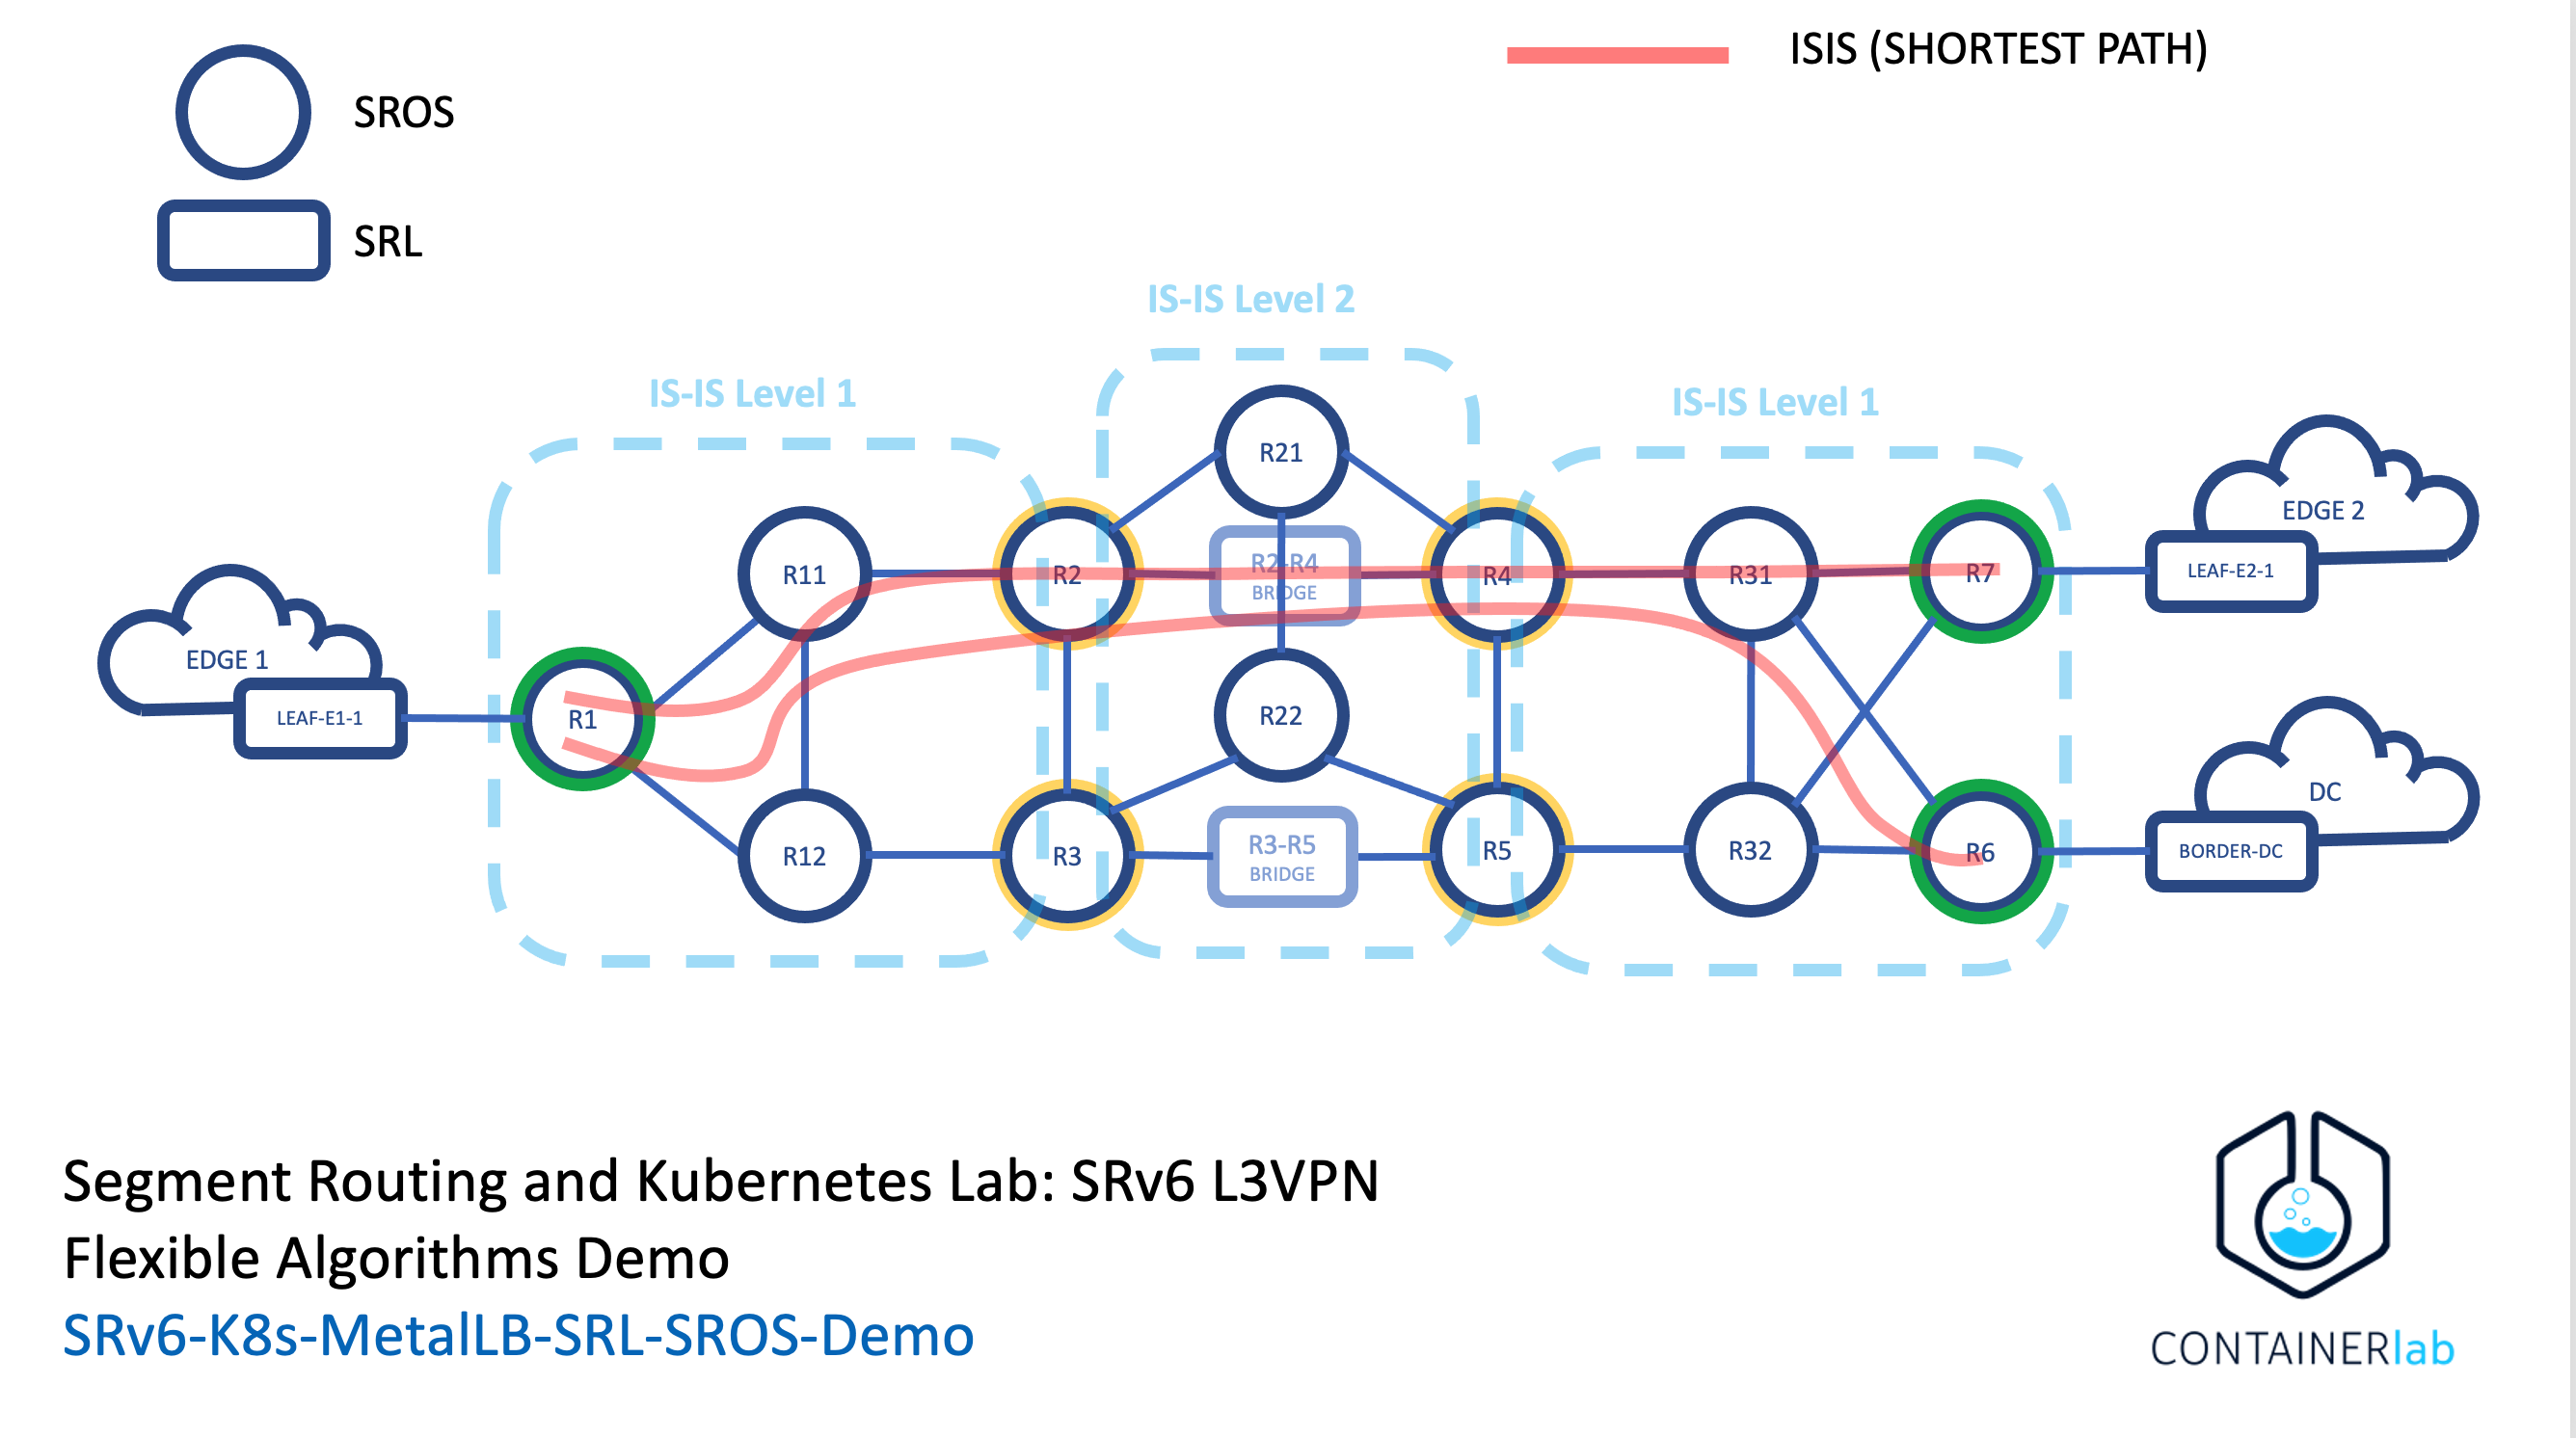 ISIS (SHORTEST PATH)
SROS
SRL
IS-IS Level 2
IS-IS Level 1
IS-IS Level 1
R21
EDGE 2
R11
R2
R2-R4
BRIDGE
R4
R31
R7
LEAF-E2-1
EDGE 1
LEAF-E1-1
R1
R22
DC
R12
R3
R3-R5
BRIDGE
R5
R32
R6
BORDER-DC
Segment Routing and Kubernetes Lab: SRv6 L3VPN
Flexible Algorithms Demo
SRv6-K8s-MetalLB-SRL-SROS-Demo
CONTAINERlab